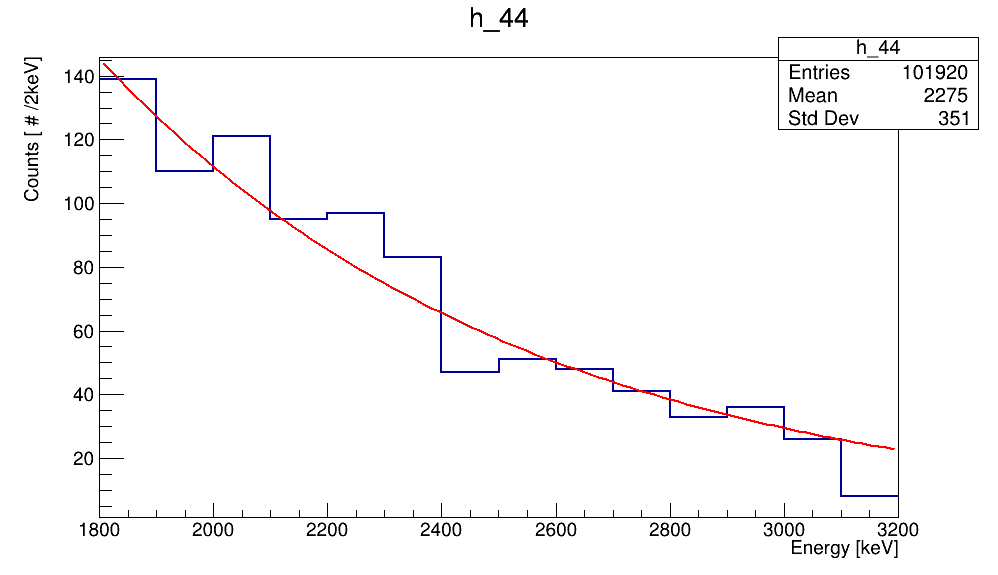 h_44
h_44
Entries 101920
Mean 2275
Std Dev 351
Counts [ # /2keV]
140
120
100
80
60
40
20
1800 2000 2200 2400 2600 2800 3000 3200
Energy [keV]